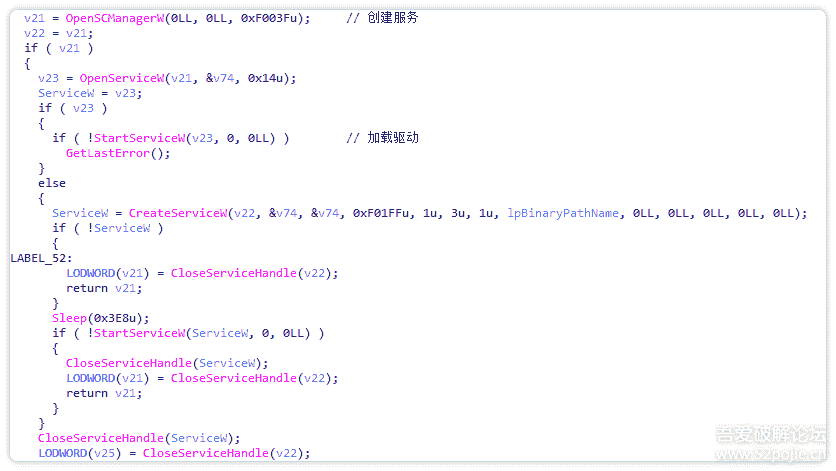 v21 = OpenSCManagerW(0LL, 0LL, 0xF003Fu);     // 创建服务
v22 = v21;
if ( v21 )
{
  v23 = OpenServiceW(v21, &v74, 0x14u);
  ServiceW = v23;
  if ( v23 )
  {
    if ( !StartServiceW(v23, 0, 0LL) )        // 加载驱动
      GetLastError();
  }
  else
  {
    ServiceW = CreateServiceW(v22, &v74, &v74, 0xF01FFu, 1u, 3u, 1u, lpBinaryPathName, 0LL, 0LL, 0LL, 0LL, 0LL);
    if ( !ServiceW )
    {
LABEL_52:
      LODWORD(v21) = CloseServiceHandle(v22);
      return v21;
    }
    Sleep(0x3E8u);
    if ( !StartServiceW(ServiceW, 0, 0LL) )
    {
      CloseServiceHandle(ServiceW);
      LODWORD(v21) = CloseServiceHandle(v22);
      return v21;
    }
  }
  CloseServiceHandle(ServiceW);
  LODWORD(v25) = CloseServiceHandle(v22);
吾爱破解论坛
www.52pojie.cn